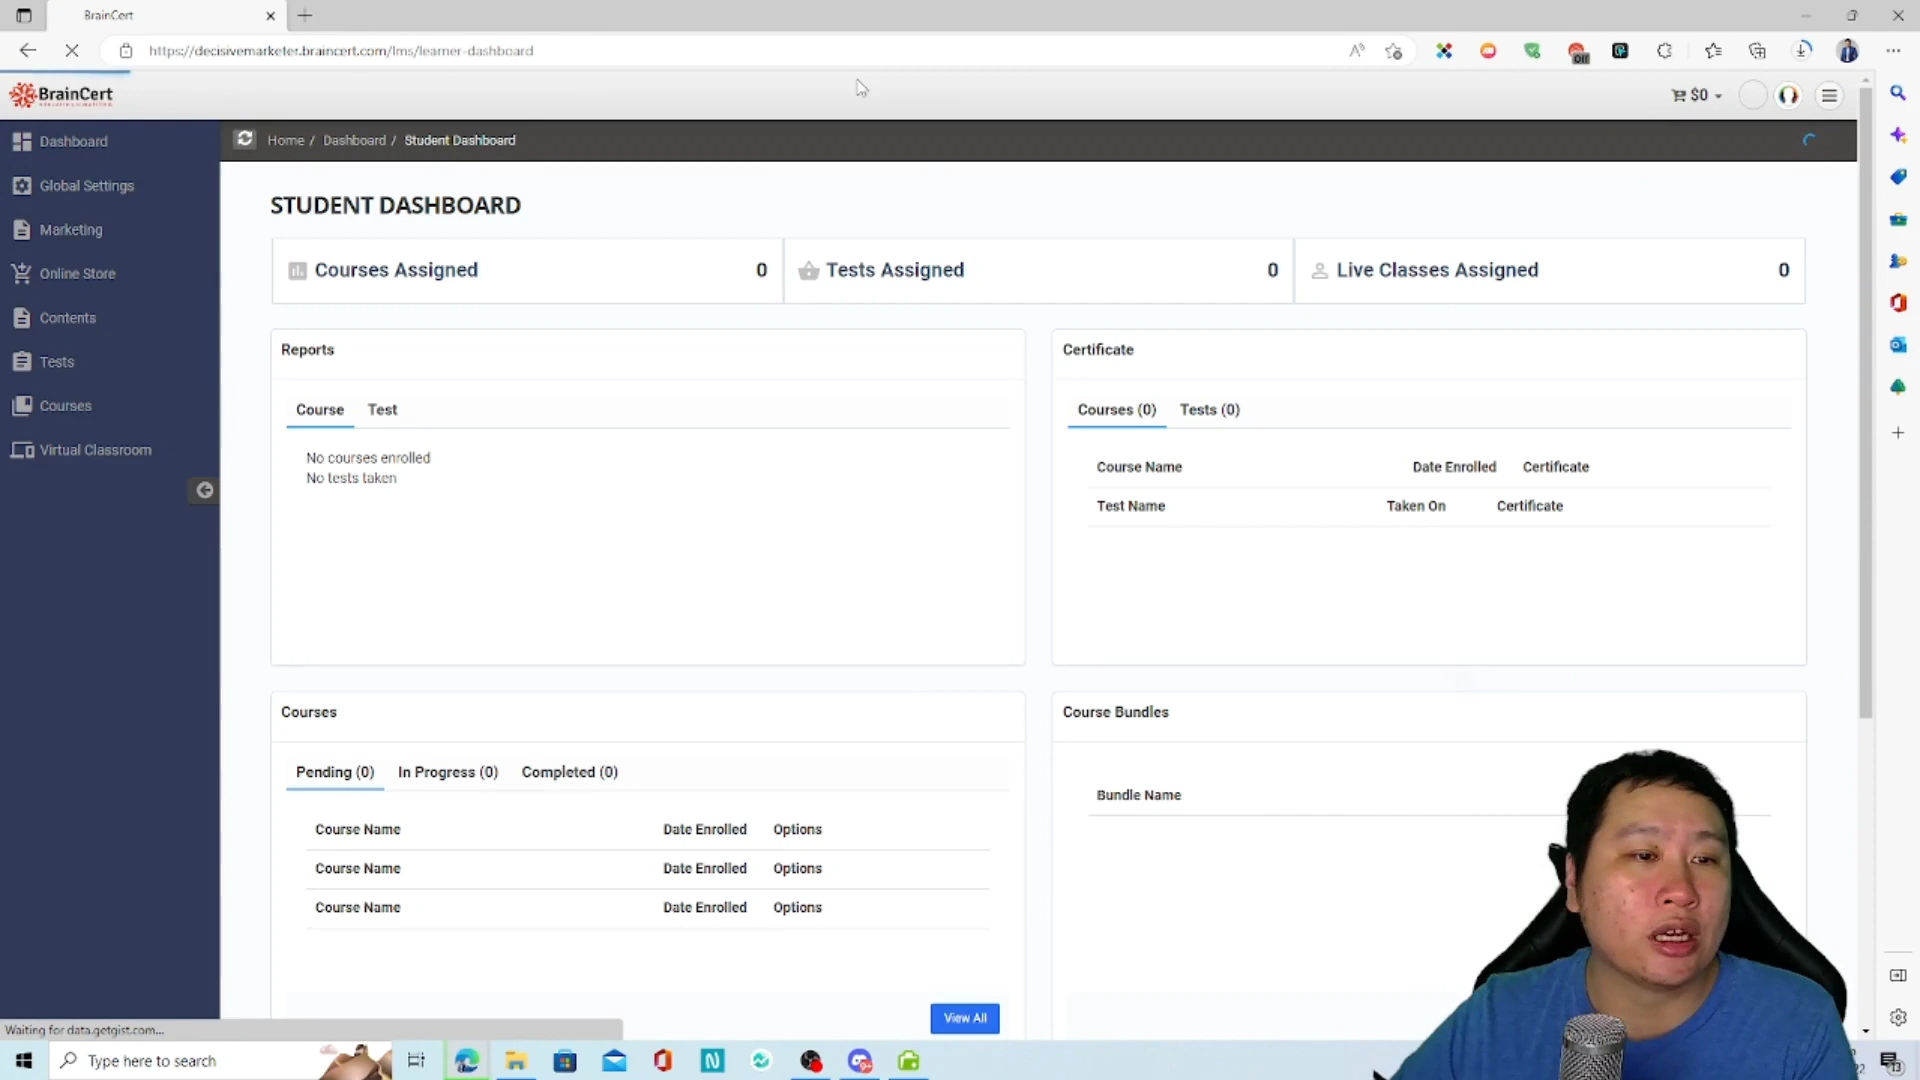 BrainCert
https://decisivemarketer.braincert.com/lms/learner-dashboard
BrainCert
$0
Dashboard
Global Settings
Marketing
Online Store
Contents
Tests
Courses
Virtual Classroom
Home / Dashboard / Student Dashboard
STUDENT DASHBOARD
Courses Assigned 0
Tests Assigned 0
Live Classes Assigned 0
Reports
Course Test
No courses enrolled
No tests taken
Certificate
Courses (0) Tests (0)
Course Name Date Enrolled Certificate
Test Name Taken On Certificate
Courses
Pending (0) In Progress (0) Completed (0)
Course Name Date Enrolled Options
Course Name Date Enrolled Options
Course Name Date Enrolled Options
View All
Course Bundles
Bundle Name
Waiting for data.getgist.com...
Type here to search